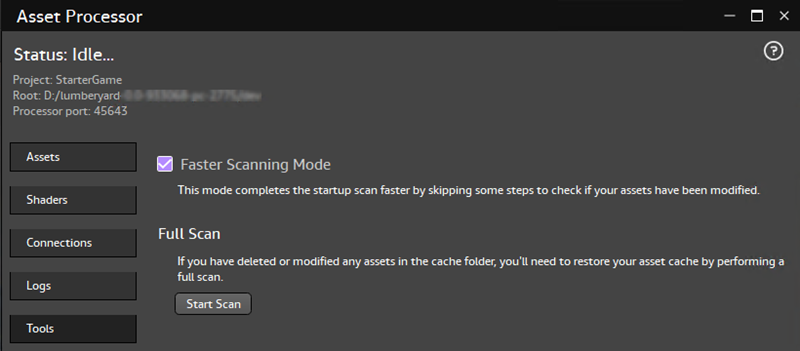 Asset Processor
Status: Idle...
Project: StarterGame
Root: D:/lumberyard
Processor port: 45643
Assets
Shaders
Connections
Logs
Tools
Faster Scanning Mode
This mode completes the startup scan faster by skipping some steps to check if your assets have been modified.
Full Scan
If you have deleted or modified any assets in the cache folder, you'll need to restore your asset cache by performing a
full scan.
Start Scan